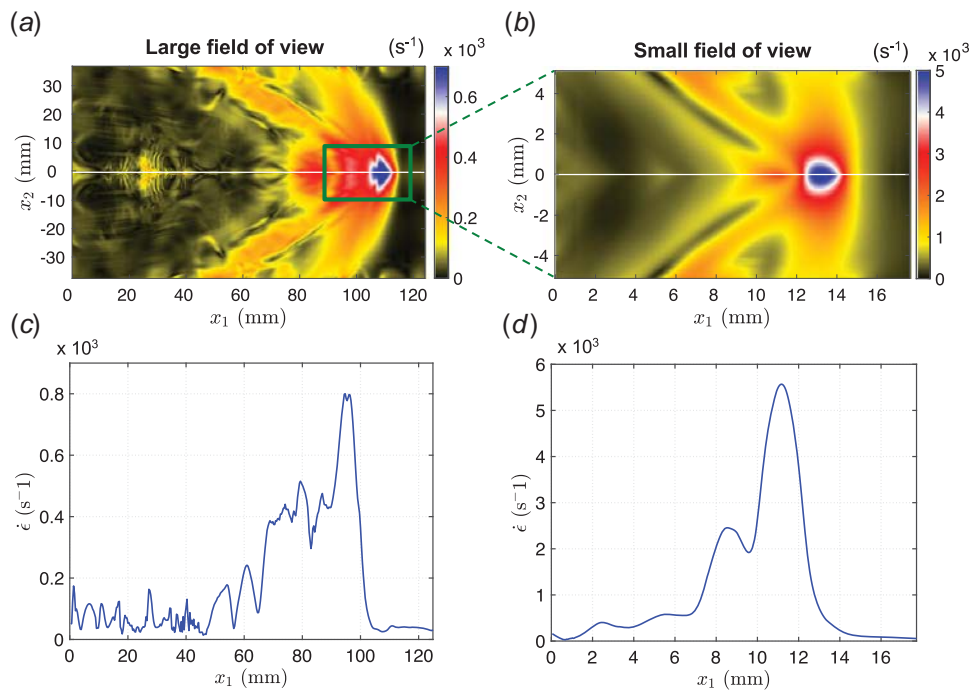 (a)
Large field of view
(s-1)
x 10³
30
20
10
0
-10
-20
-30
x₂ (mm)
0 20 40 60 80 100 120
x₁ (mm)
0.6
0.4
0.2
0
(b)
Small field of view
(s-1)
x 10³
4
2
0
-2
-4
x₂ (mm)
0 2 4 6 8 10 12 14 16
x₁ (mm)
5
4
3
2
1
0
(c)
x 10³
0.8
0.6
0.4
0.2
0
ϵ̇ (s−1)
0 20 40 60 80 100 120
x₁ (mm)
(d)
x 10³
6
5
4
3
2
1
0
ϵ̇ (s−1)
0 2 4 6 8 10 12 14 16
x₁ (mm)